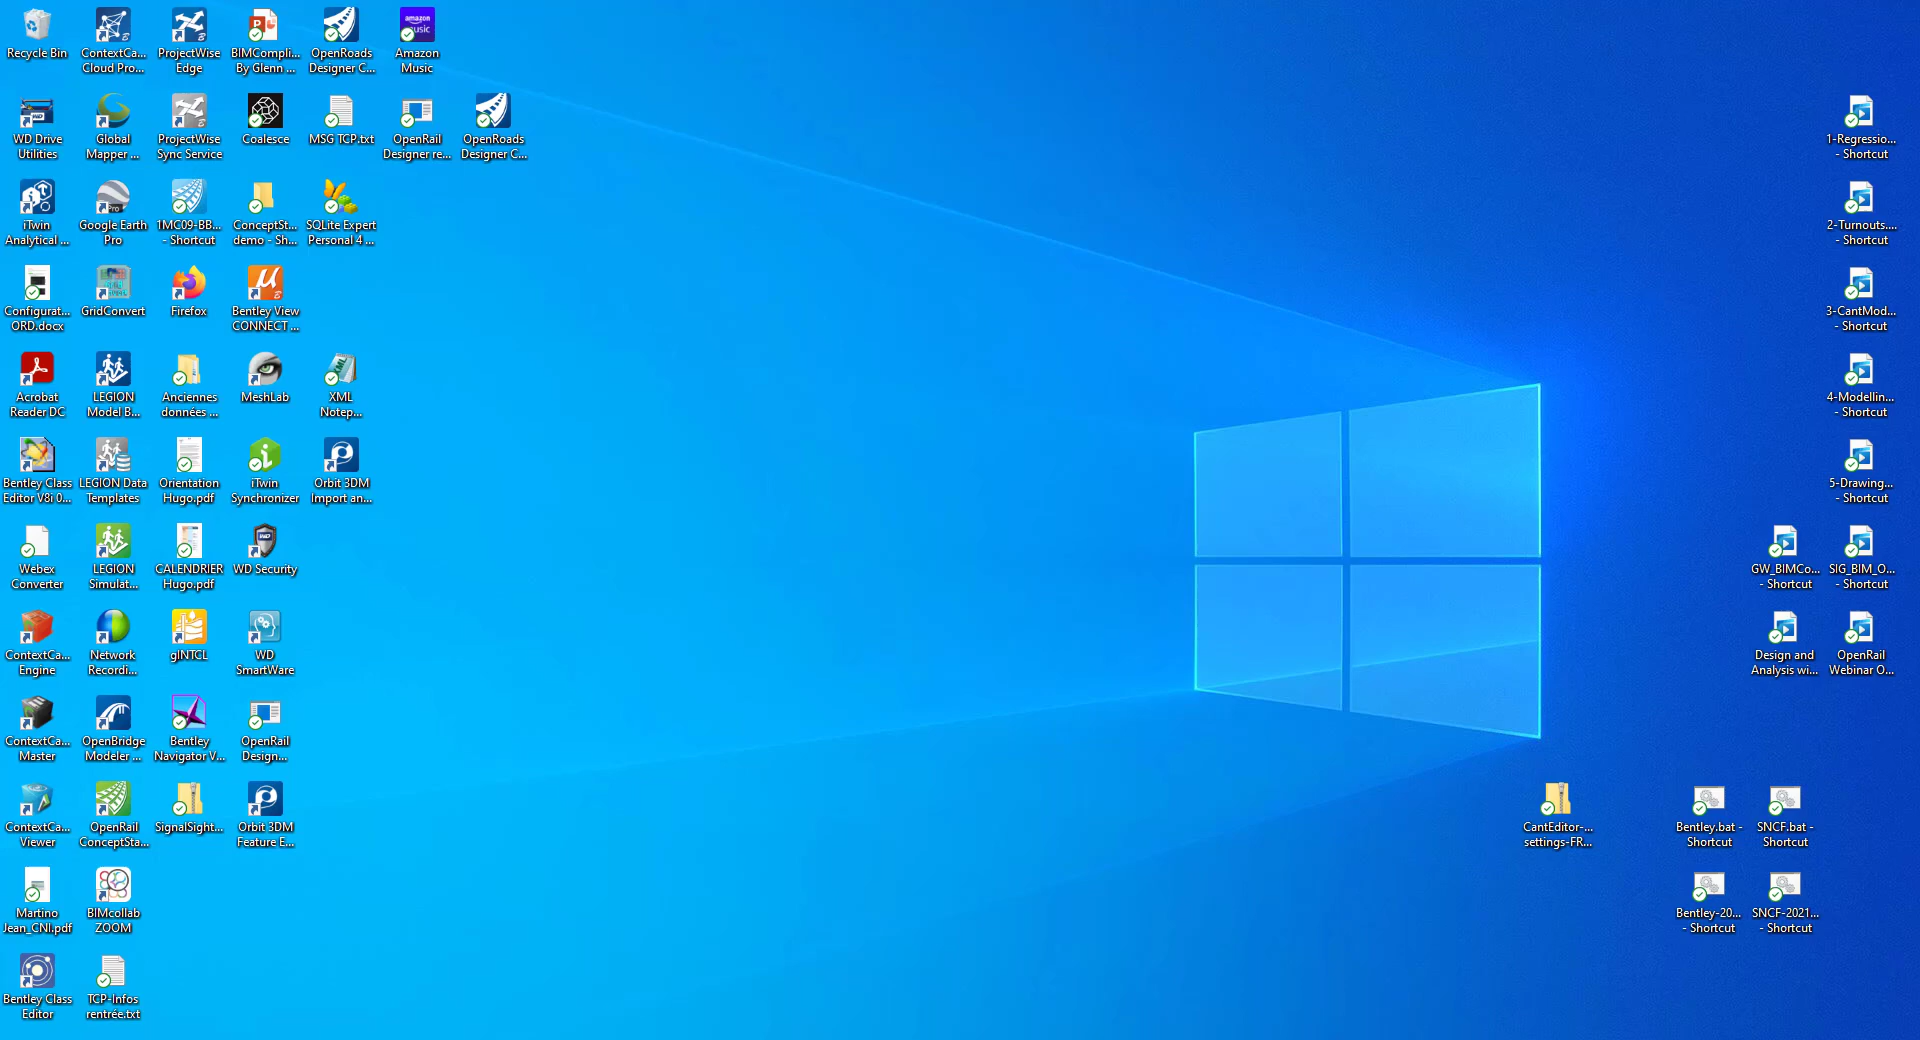 Recycle Bin
ContextCa...
Cloud Pro...
ProjectWise
Edge
BIMCompli...
By Glenn ...
OpenRoads
Designer C...
amazon
music
Amazon
Music
WD Drive
Utilities
Global
Mapper ...
ProjectWise
Sync Service
Coalesce
MSG TCP.txt
OpenRail
Designer re...
OpenRoads
Designer C...
1-Regressio...
- Shortcut
iTwin
Analytical ...
Google Earth
Pro
1MC09-BB...
- Shortcut
ConceptSt...
demo - Sh...
SQLite Expert
Personal 4 ...
2-Turnouts....
- Shortcut
Configurat...
ORD.docx
GridConvert
Firefox
Bentley View
CONNECT ...
3-CantMod...
- Shortcut
Acrobat
Reader DC
LEGION
Model B...
Anciennes
données ...
MeshLab
XML
Notep...
4-Modellin...
- Shortcut
Bentley Class
Editor V8i 0...
LEGION Data
Templates
Orientation
Hugo.pdf
iTwin
Synchronizer
Orbit 3DM
Import an...
5-Drawing...
- Shortcut
Webex
Converter
LEGION
Simulat...
CALENDRIER
Hugo.pdf
WD Security
GW_BIMCo...
- Shortcut
SIG_BIM_O...
- Shortcut
ContextCa...
Engine
Network
Recordi...
gINTCL
WD
SmartWare
Design and
Analysis wi...
OpenRail
Webinar O...
ContextCa...
Master
OpenBridge
Modeler ...
Bentley
Navigator V...
OpenRail
Design...
ContextCa...
Viewer
OpenRail
ConceptSta...
SignalSight...
Orbit 3DM
Feature E...
CantEditor-...
settings-FR...
Bentley.bat -
Shortcut
SNCF.bat -
Shortcut
Martino
Jean_CNI.pdf
BIMcollab
ZOOM
Bentley-20...
- Shortcut
SNCF-2021...
- Shortcut
Bentley Class
Editor
TCP-Infos
rentrée.txt